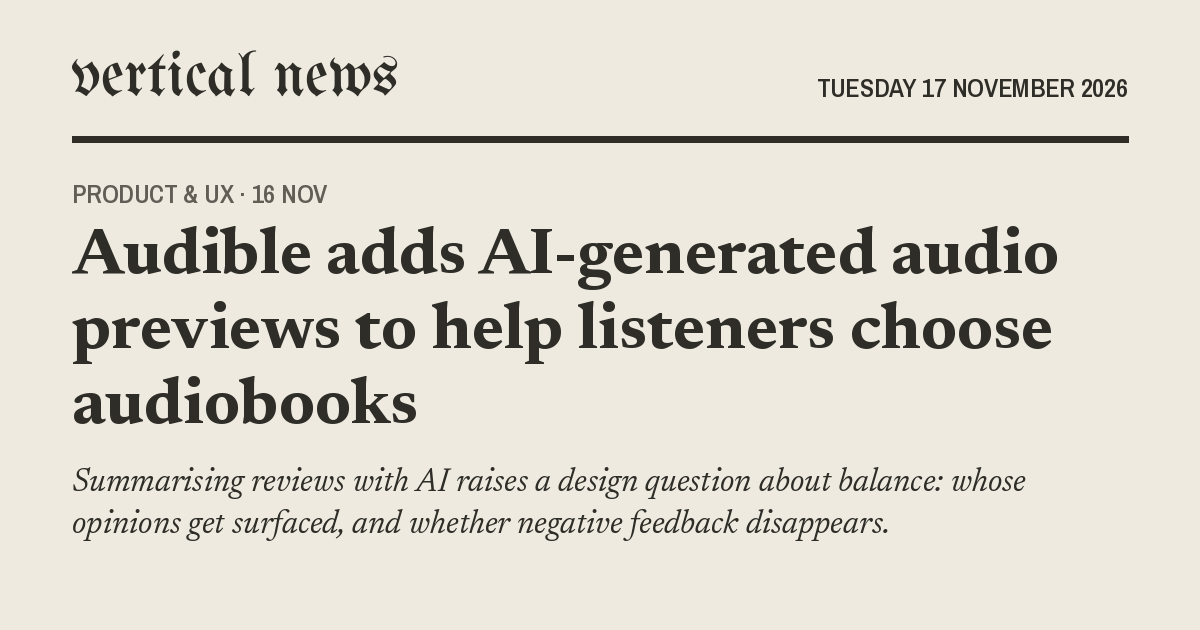 vertical news
TUESDAY 17 NOVEMBER 2026
PRODUCT & UX · 16 NOV
Audible adds AI-generated audio
previews to help listeners choose
audiobooks
Summarising reviews with AI raises a design question about balance: whose
opinions get surfaced, and whether negative feedback disappears.